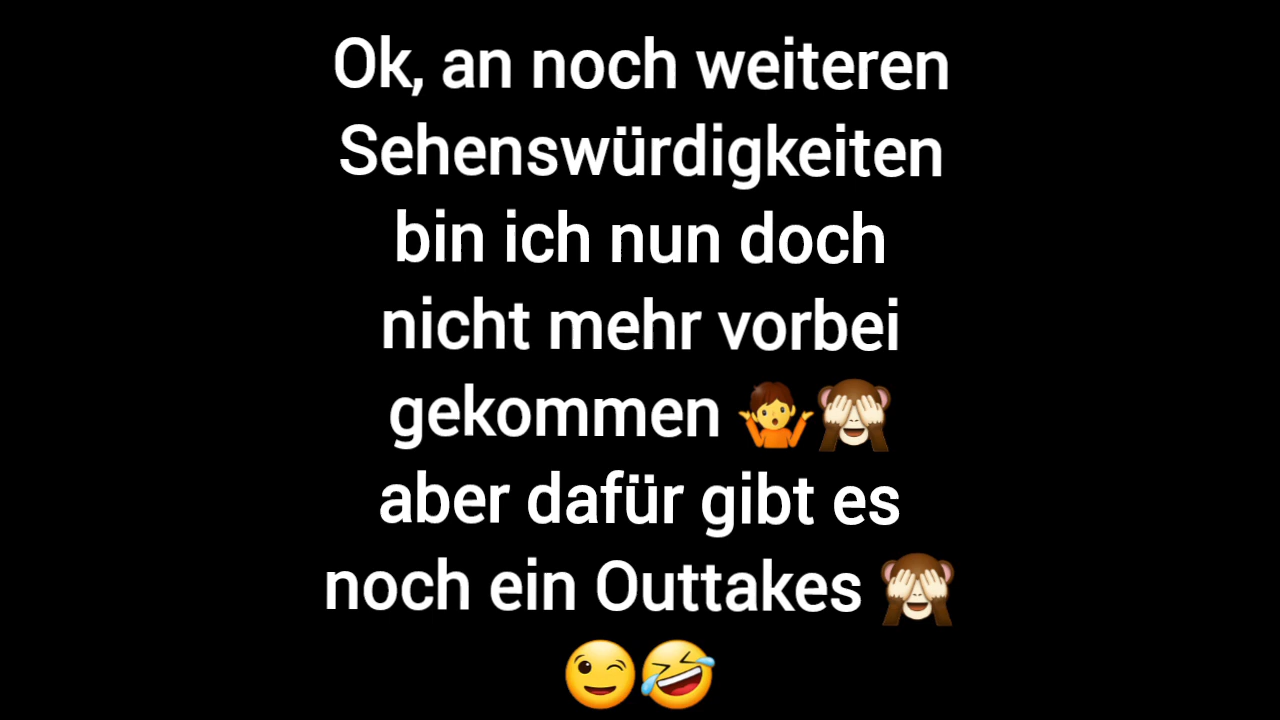 Ok, an noch weiteren
Sehenswürdigkeiten
bin ich nun doch
nicht mehr vorbei
gekommen 🤷🙈
aber dafür gibt es
noch ein Outtakes 🙈
😉🤣